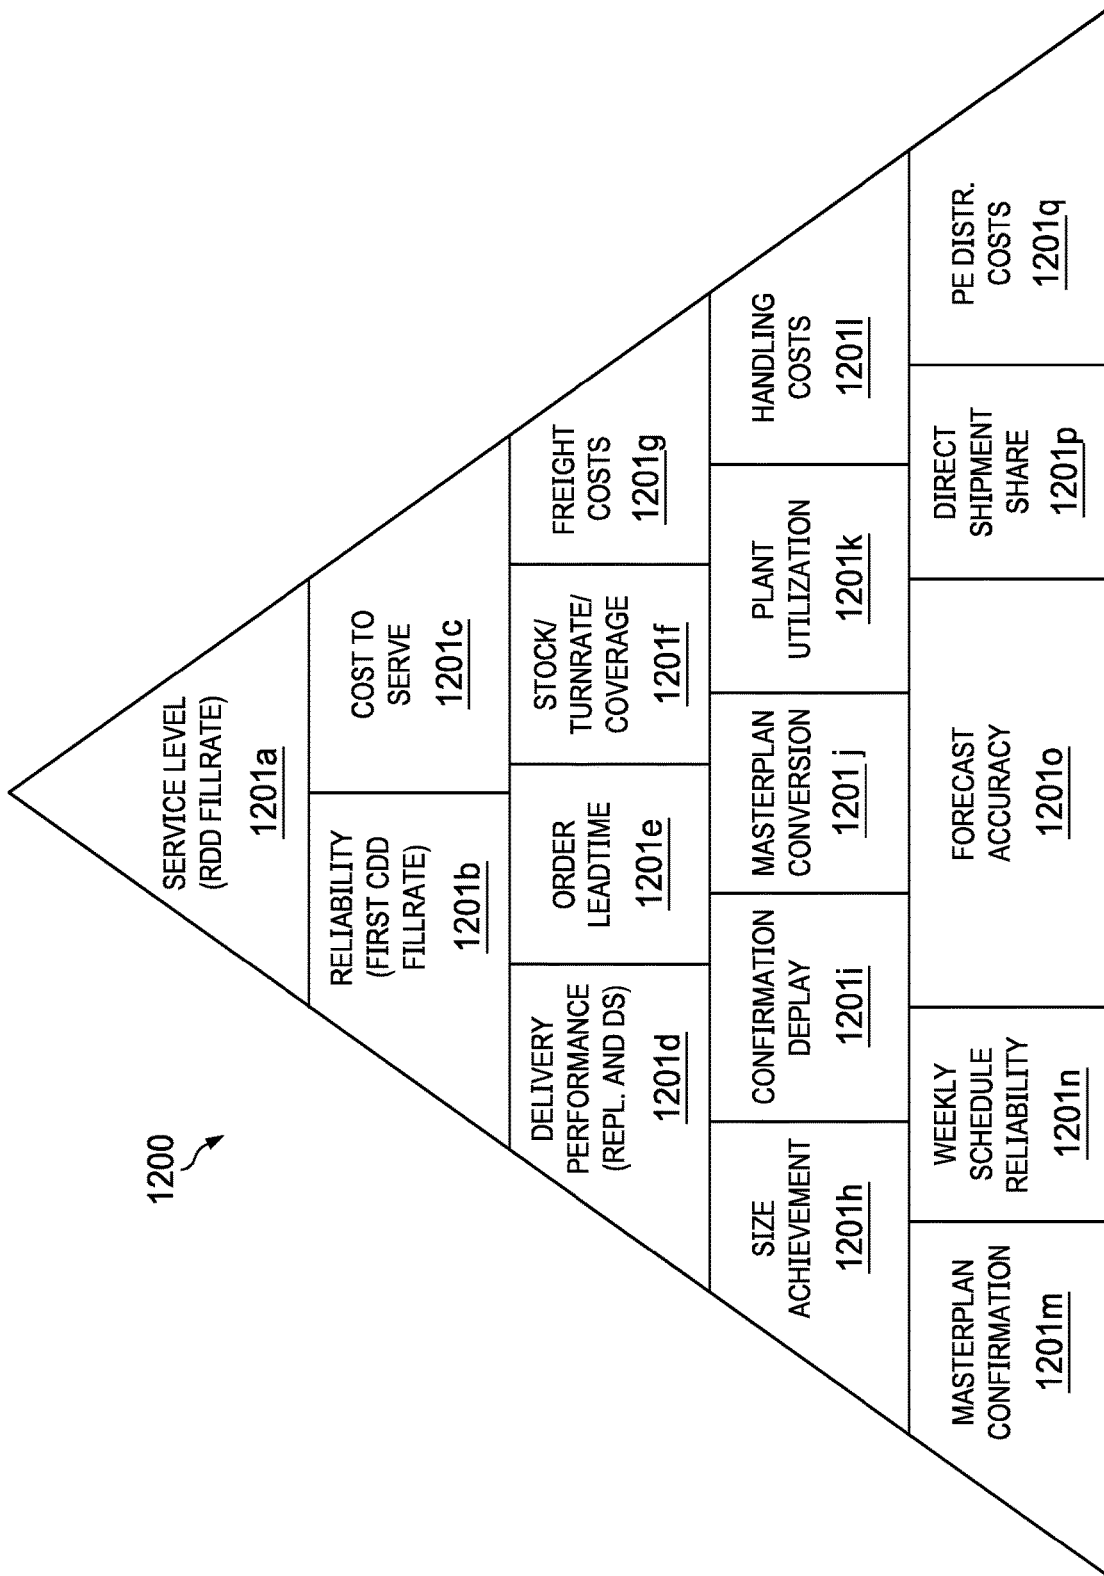 1200
SERVICE LEVEL
(RDD FILLRATE)
1201a
RELIABILITY
(FIRST CDD
FILLRATE)
1201b
COST TO
SERVE
1201c
DELIVERY
PERFORMANCE
(REPL. AND DS)
1201d
ORDER
LEADTIME
1201e
STOCK/
TURNRATE/
COVERAGE
1201f
FREIGHT
COSTS
1201g
SIZE
ACHIEVEMENT
1201h
CONFIRMATION
DEPLAY
1201i
MASTERPLAN
CONVERSION
1201j
PLANT
UTILIZATION
1201k
HANDLING
COSTS
1201l
MASTERPLAN
CONFIRMATION
1201m
WEEKLY
SCHEDULE
RELIABILITY
1201n
FORECAST
ACCURACY
1201o
DIRECT
SHIPMENT
SHARE
1201p
PE DISTR.
COSTS
1201q